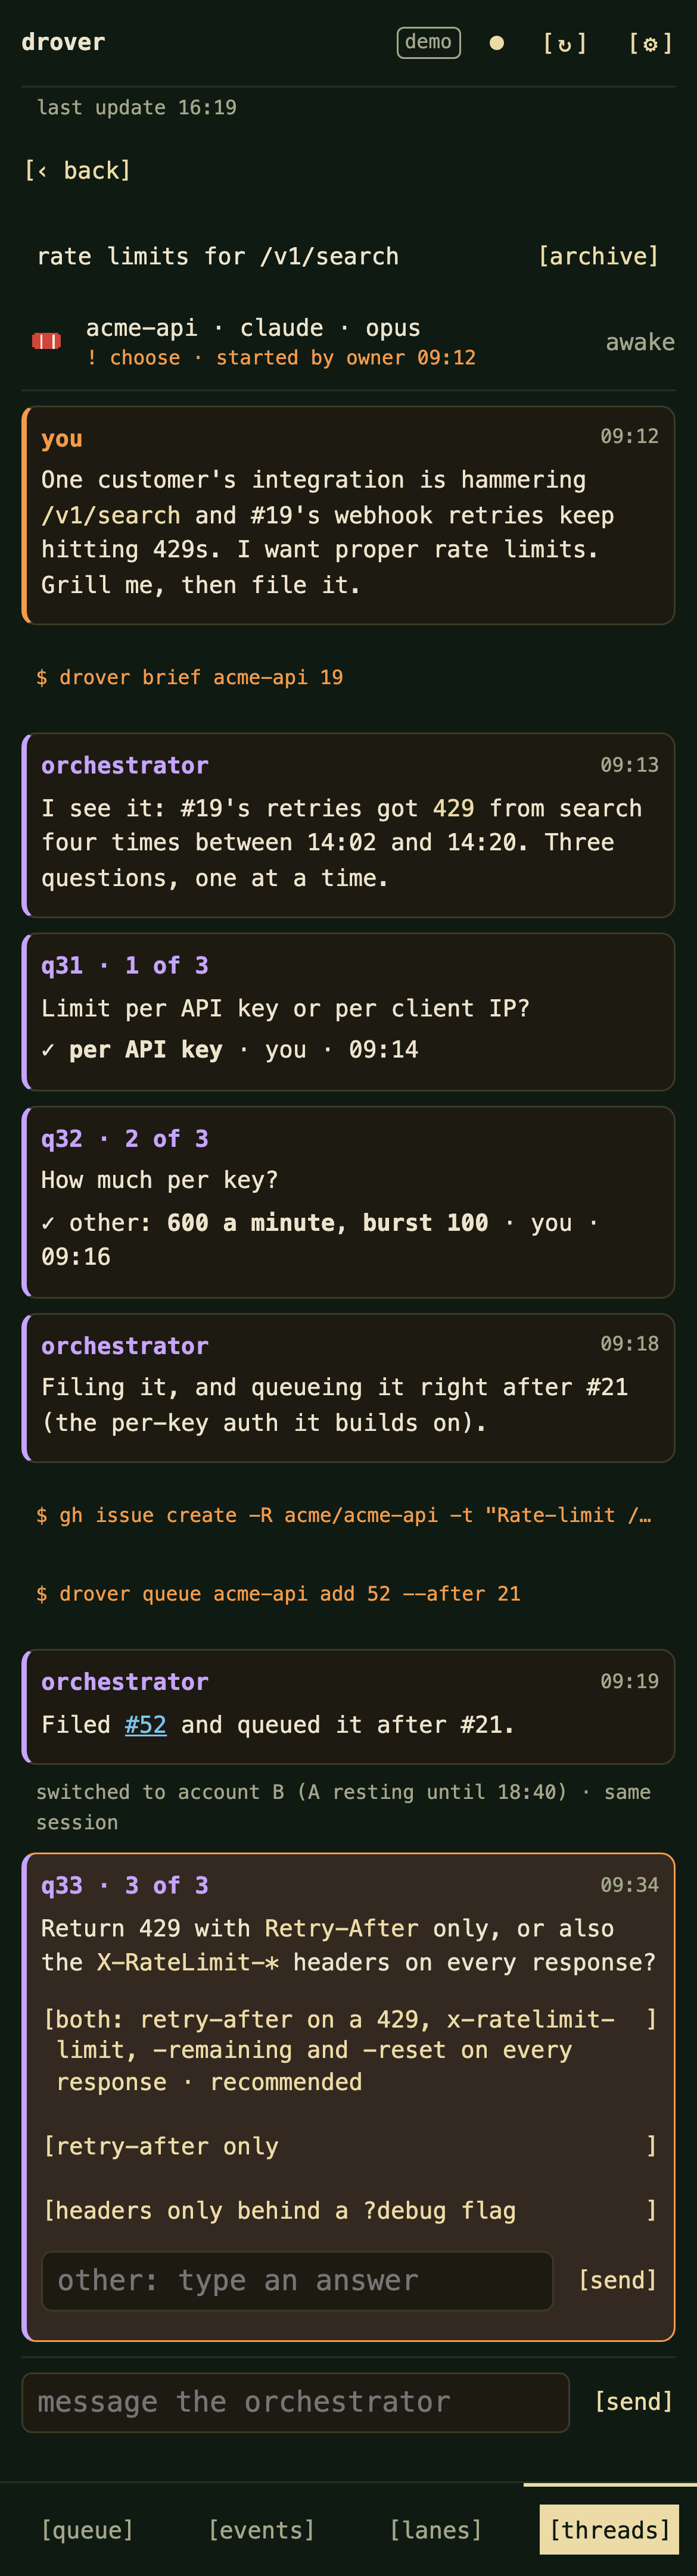 drover demo ● [↻] [⚙]
last update 16:19
[‹ back]
rate limits for /v1/search [archive]
acme-api · claude · opus
! choose · started by owner 09:12
awake
you 09:12
One customer's integration is hammering
/v1/search and #19's webhook retries keep
hitting 429s. I want proper rate limits.
Grill me, then file it.
$ drover brief acme-api 19
orchestrator 09:13
I see it: #19's retries got 429 from search
four times between 14:02 and 14:20. Three
questions, one at a time.
q31 · 1 of 3
Limit per API key or per client IP?
✓ per API key · you · 09:14
q32 · 2 of 3
How much per key?
✓ other: 600 a minute, burst 100 · you ·
09:16
orchestrator 09:18
Filing it, and queueing it right after #21
(the per-key auth it builds on).
$ gh issue create -R acme/acme-api -t "Rate-limit /…
$ drover queue acme-api add 52 --after 21
orchestrator 09:19
Filed #52 and queued it after #21.
switched to account B (A resting until 18:40) · same
session
q33 · 3 of 3 09:34
Return 429 with Retry-After only, or also
the X-RateLimit-* headers on every response?
[both: retry-after on a 429, x-ratelimit- ]
limit, -remaining and -reset on every
response · recommended
[retry-after only ]
[headers only behind a ?debug flag ]
other: type an answer [send]
message the orchestrator [send]
[queue] [events] [lanes] [threads]